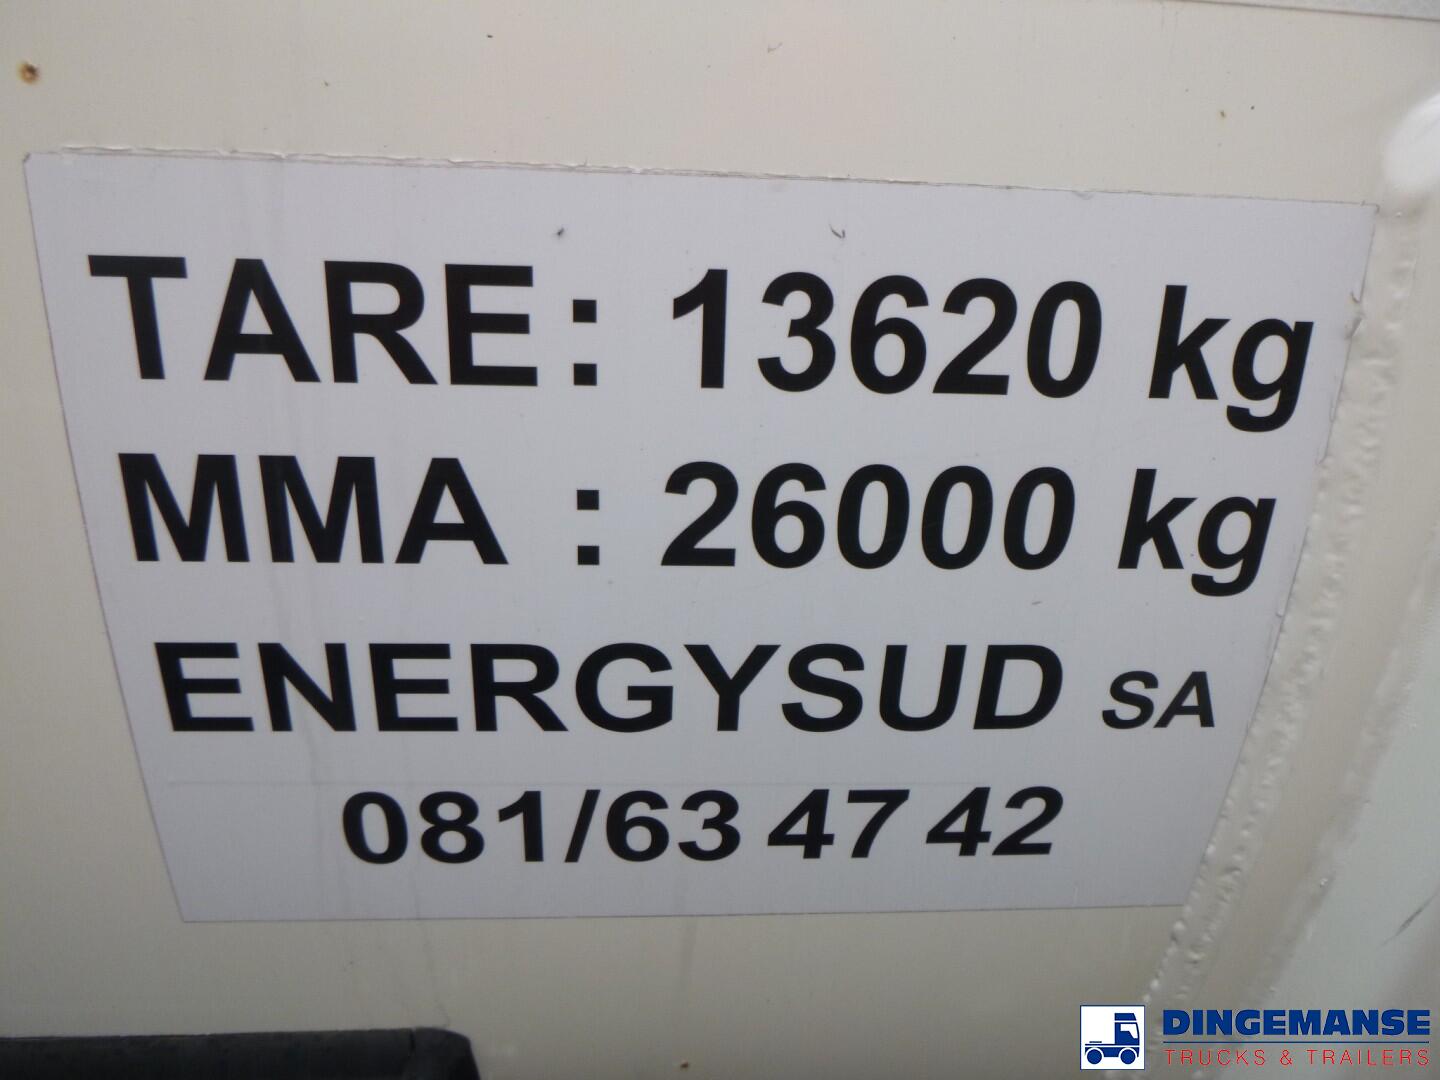 TARE : 13620 kg
MMA : 26000 kg
ENERGYSUD SA
081/63 47 42
DINGEMANSE
TRUCKS & TRAILERS